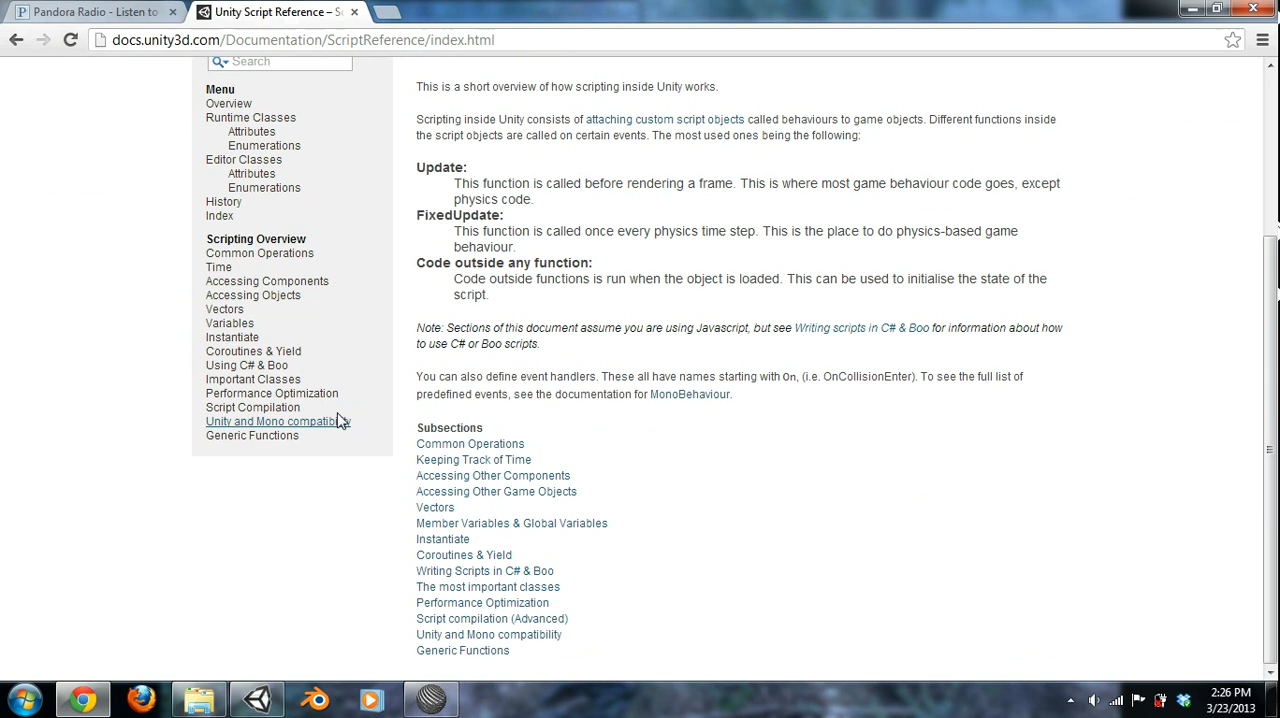 Pandora Radio - Listen to
Unity Script Reference – Sc
docs.unity3d.com/Documentation/ScriptReference/index.html
Search
Menu
Overview
Runtime Classes
Attributes
Enumerations
Editor Classes
Attributes
Enumerations
History
Index
Scripting Overview
Common Operations
Time
Accessing Components
Accessing Objects
Vectors
Variables
Instantiate
Coroutines & Yield
Using C# & Boo
Important Classes
Performance Optimization
Script Compilation
Unity and Mono compatibility
Generic Functions
This is a short overview of how scripting inside Unity works.
Scripting inside Unity consists of attaching custom script objects called behaviours to game objects. Different functions inside
the script objects are called on certain events. The most used ones being the following:
Update:
This function is called before rendering a frame. This is where most game behaviour code goes, except
physics code.
FixedUpdate:
This function is called once every physics time step. This is the place to do physics-based game
behaviour.
Code outside any function:
Code outside functions is run when the object is loaded. This can be used to initialise the state of the
script.
Note: Sections of this document assume you are using Javascript, but see Writing scripts in C# & Boo for information about how
to use C# or Boo scripts.
You can also define event handlers. These all have names starting with On, (i.e. OnCollisionEnter). To see the full list of
predefined events, see the documentation for MonoBehaviour.
Subsections
Common Operations
Keeping Track of Time
Accessing Other Components
Accessing Other Game Objects
Vectors
Member Variables & Global Variables
Instantiate
Coroutines & Yield
Writing Scripts in C# & Boo
The most important classes
Performance Optimization
Script compilation (Advanced)
Unity and Mono compatibility
Generic Functions
2:26 PM
3/23/2013